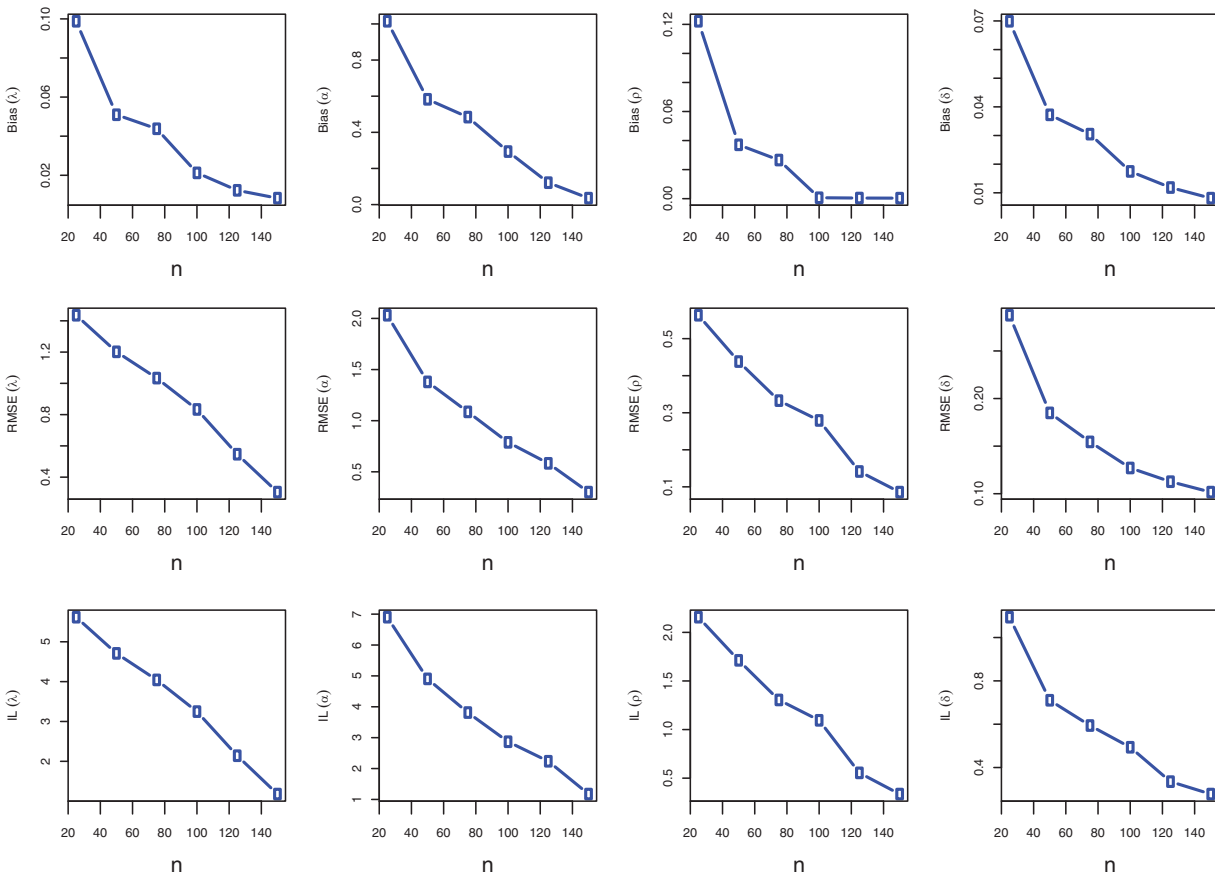 Bias (λ)
0.02 0.06 0.10
20 40 60 80 100 120 140
n
Bias (α)
0.0 0.4 0.8
20 40 60 80 100 120 140
n
Bias (ρ)
0.00 0.06 0.12
20 40 60 80 100 120 140
n
Bias (δ)
0.01 0.04 0.07
20 40 60 80 100 120 140
n
RMSE (λ)
0.4 0.8 1.2
20 40 60 80 100 120 140
n
RMSE (α)
0.5 1.0 1.5 2.0
20 40 60 80 100 120 140
n
RMSE (ρ)
0.1 0.3 0.5
20 40 60 80 100 120 140
n
RMSE (δ)
0.10 0.20
20 40 60 80 100 120 140
n
IL (λ)
2 3 4 5
20 40 60 80 100 120 140
n
IL (α)
1 2 3 4 5 6 7
20 40 60 80 100 120 140
n
IL (ρ)
0.5 1.0 1.5 2.0
20 40 60 80 100 120 140
n
IL (δ)
0.4 0.8
20 40 60 80 100 120 140
n